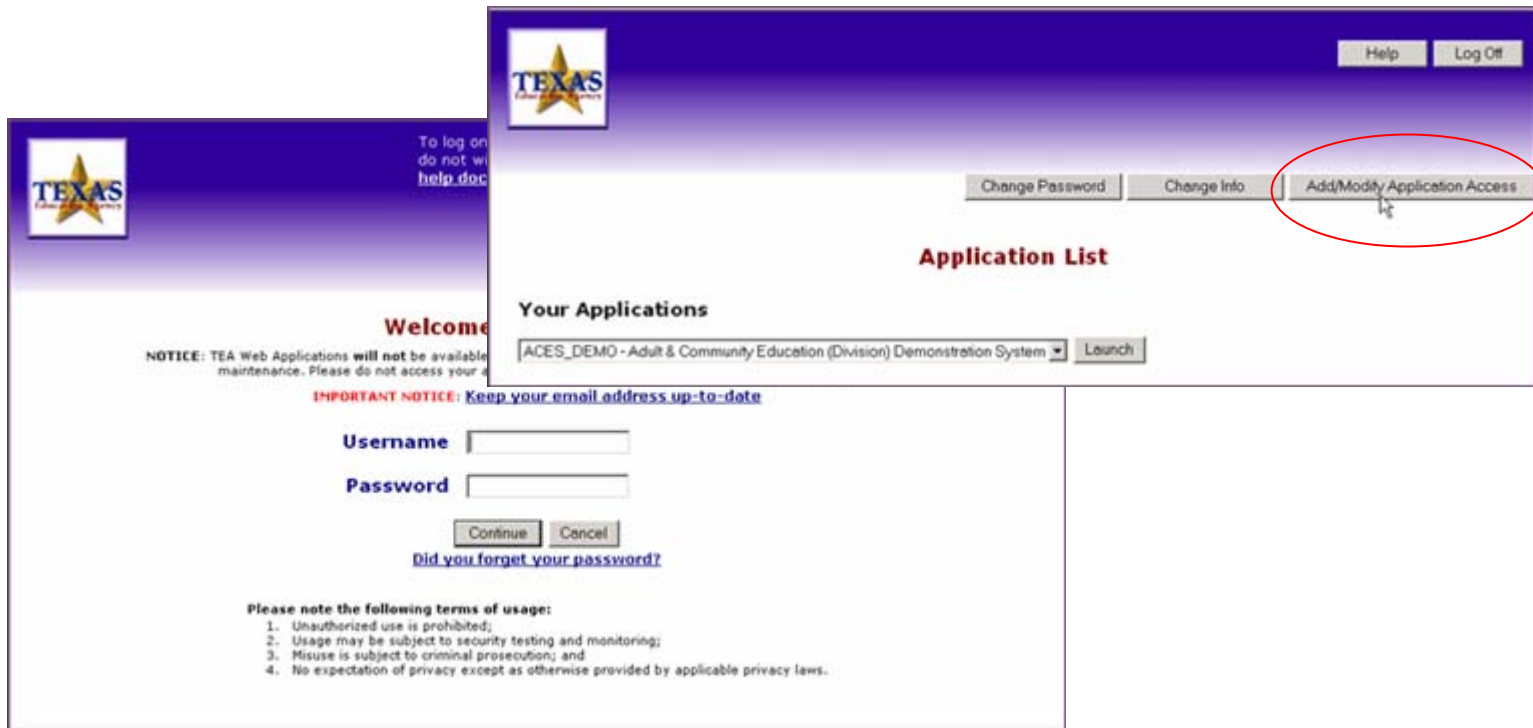 TEXAS
Education Agency
To log on
do not wi
help doc
Welcome
NOTICE: TEA Web Applications will not be available
maintenance. Please do not access your a
IMPORTANT NOTICE: Keep your email address up-to-date
Username
Password
Continue Cancel
Did you forget your password?
Please note the following terms of usage:
1. Unauthorized use is prohibited;
2. Usage may be subject to security testing and monitoring;
3. Misuse is subject to criminal prosecution; and
4. No expectation of privacy except as otherwise provided by applicable privacy laws.
TEXAS
Education Agency
Help Log Off
Change Password Change Info Add/Modify Application Access
Application List
Your Applications
ACES_DEMO - Adult & Community Education (Division) Demonstration System Launch